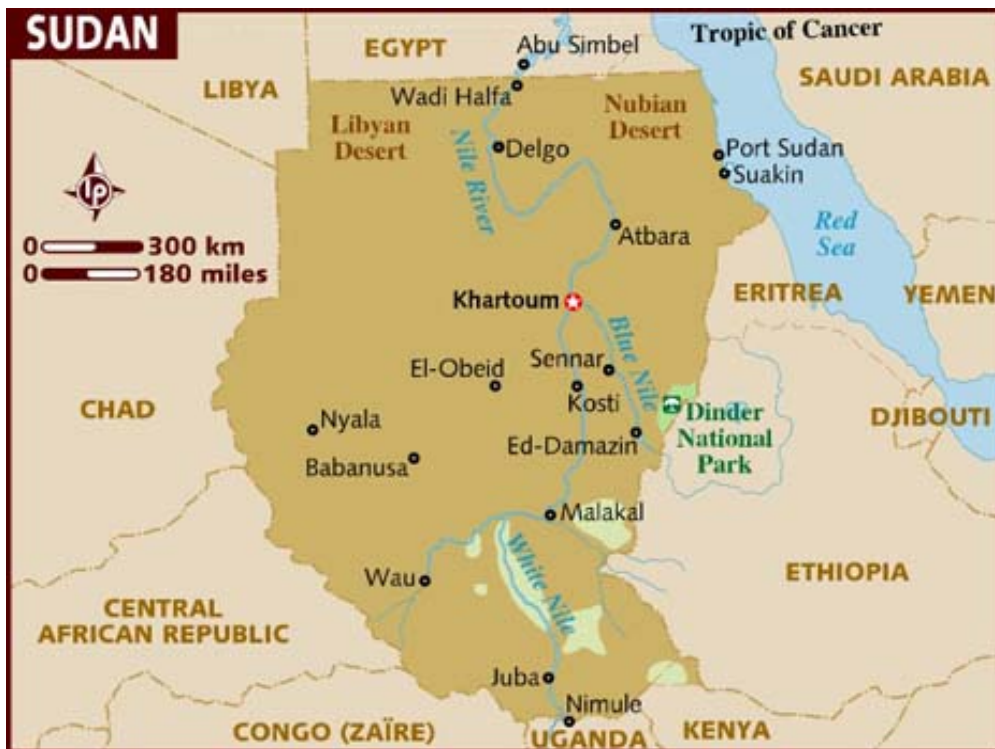 SUDAN
EGYPT
Abu Simbel
Tropic of Cancer
LIBYA
Wadi Halfa
SAUDI ARABIA
Libyan
Desert
Nubian
Desert
Nile River
Delgo
Port Sudan
Suakin
lp
Red
Sea
Atbara
0 300 km
0 180 miles
Khartoum
ERITREA
YEMEN
Blue Nile
Sennar
El-Obeid
Kosti
CHAD
Nyala
Dinder
National
Park
DJIBOUTI
Ed-Damazin
Babanusa
Malakal
White Nile
Wau
ETHIOPIA
CENTRAL
AFRICAN REPUBLIC
Juba
Nimule
CONGO (ZAÏRE)
UGANDA
KENYA